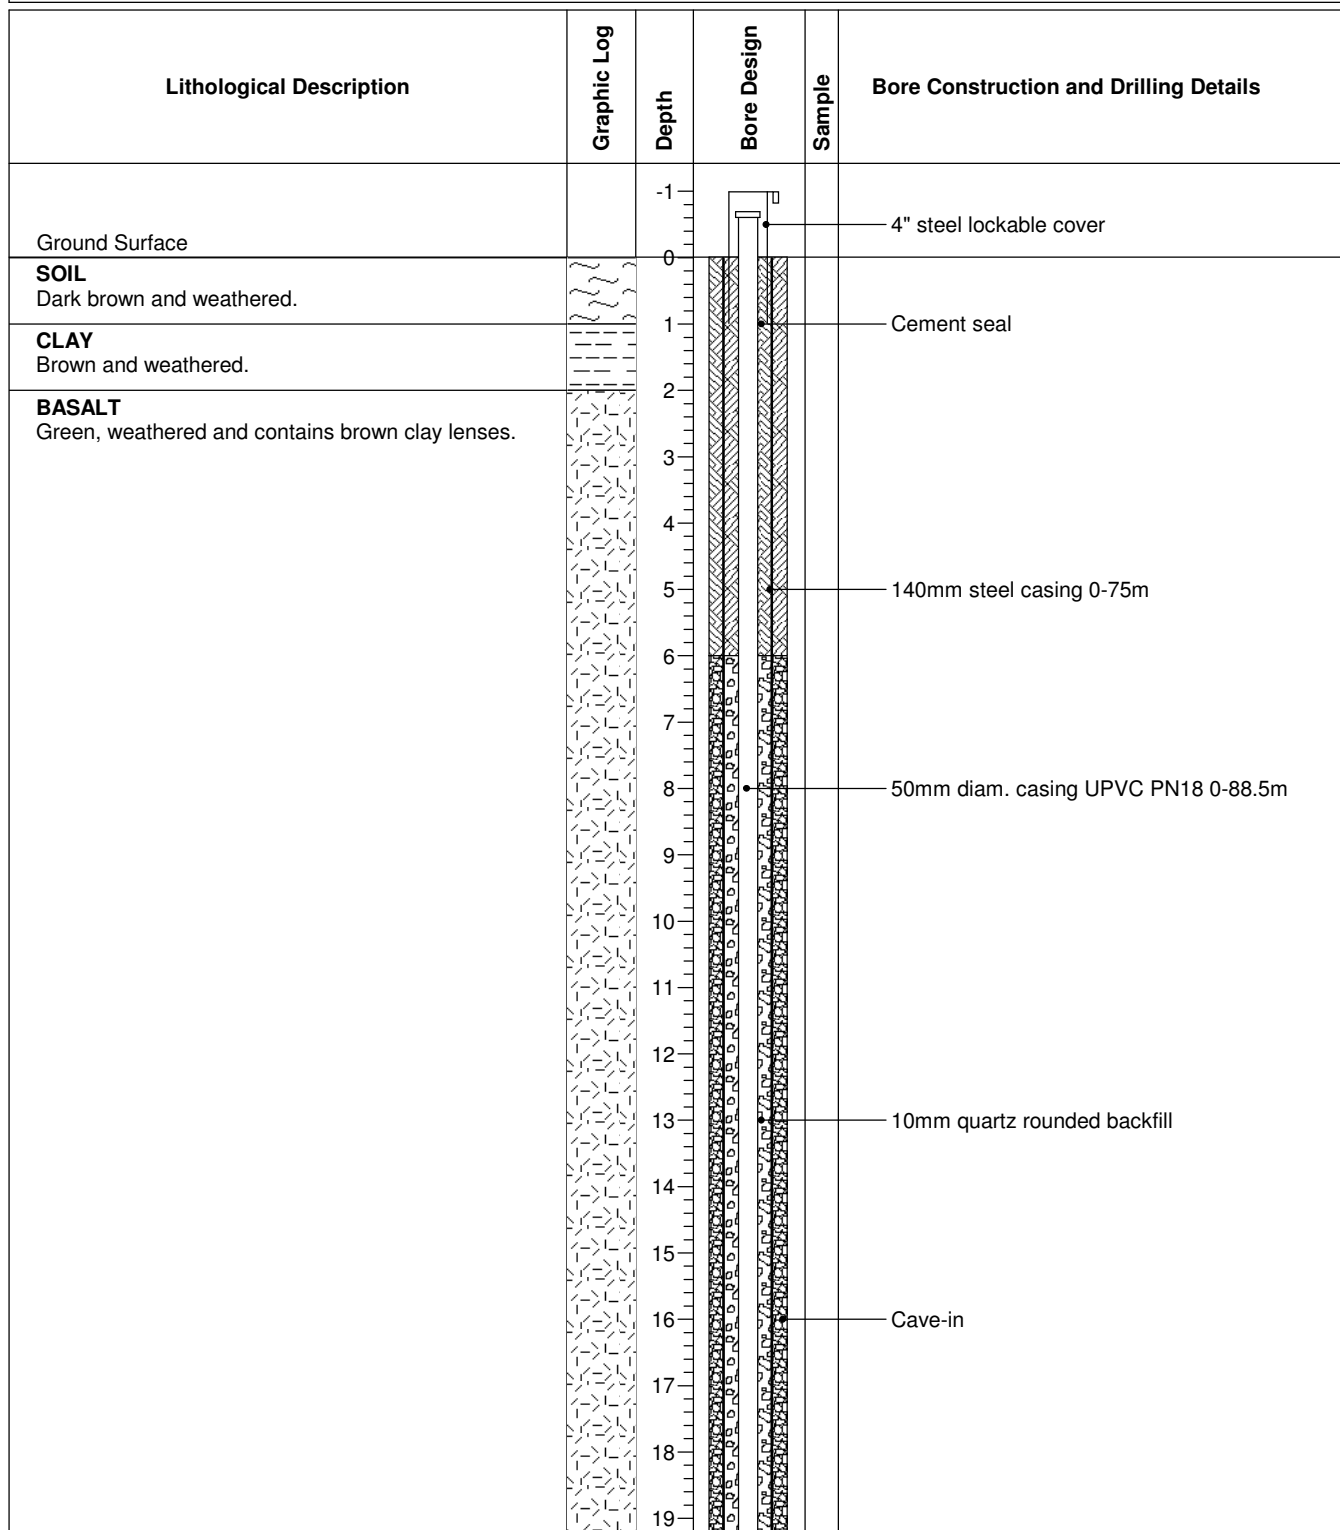 Lithological Description
Graphic Log
Depth
Bore Design
Sample
Bore Construction and Drilling Details
-1
4" steel lockable cover
Ground Surface
0
SOIL
Dark brown and weathered.
1
Cement seal
CLAY
Brown and weathered.
2
BASALT
Green, weathered and contains brown clay lenses.
3
4
5
140mm steel casing 0-75m
6
7
8
50mm diam. casing UPVC PN18 0-88.5m
9
10
11
12
13
10mm quartz rounded backfill
14
15
16
Cave-in
17
18
19